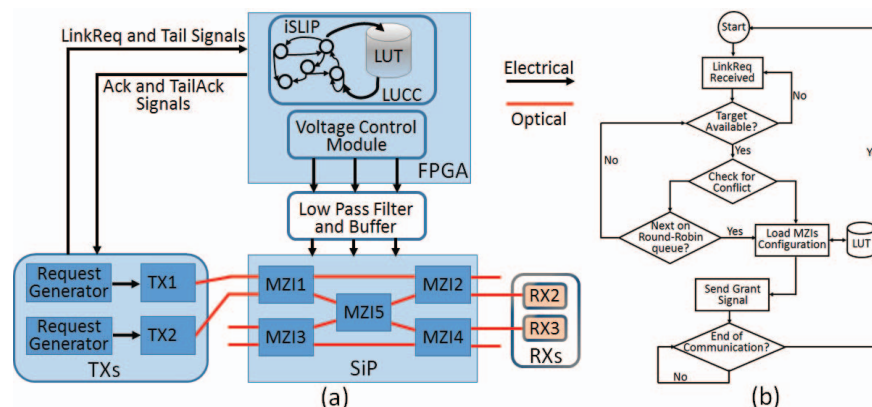 LinkReq and Tail Signals
Ack and TailAck
Signals
iSLIP
LUT
LUCC
Voltage Control
Module
FPGA
Electrical
Optical
Low Pass Filter
and Buffer
Request
Generator
TX1
Request
Generator
TX2
TXs
MZI1
MZI2
MZI5
MZI3
MZI4
SiP
RX2
RX3
RXs
(a)
Start
LinkReq
Received
No
Target
Available?
Yes
No
Check for
Conflict
Next on
Round-Robin
queue?
Yes
Load MZIs
Configuration
LUT
Send Grant
Signal
End of
Communication?
No
Y
(b)